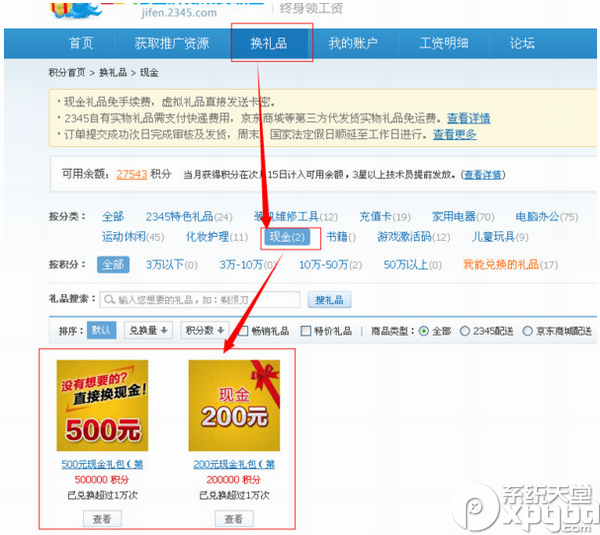 jifen.2345.com 终身领工资
首页 获取推广资源 换礼品 我的账户 工资明细 论坛
积分首页 > 换礼品 > 现金
·现金礼品免手续费，虚拟礼品直接发送卡密。
·2345自有实物礼品需支付快递费用，京东商城等第三方代发货实物礼品免运费。查看详情
·订单提交成功次日完成审核及发货，周末、国家法定假日顺延至工作日进行。查看更多
可用余额：27543 积分 当月获得积分在次月15日计入可用余额，3星以上技术员提前发放。（查看详情）
按分类： 全部 2345特色礼品(24) 装机维修工具(12) 充值卡(19) 家用电器(70) 电脑办公(75)
运动休闲(45) 化妆护理(11) 现金(2) 书籍() 游戏激活码(12) 儿童玩具(9)
按积分： 全部 3万以下(0) 3万-10万(0) 10万-50万(2) 50万以上(0) 我能兑换的礼品(17)
礼品搜索： 输入您想要的礼品，如：剃须刀 搜礼品
排序： 默认 兑换量 积分数 畅销礼品 特价礼品 商品类型： 全部 2345配送 京东商城配送
没有想要的?
直接换现金!
500元
现金
200元
500元现金礼包（第 200元现金礼包（第
500000 积分 200000 积分
已兑换超过1万次 已兑换超过1万次
查看 查看
系统天堂
xpgod